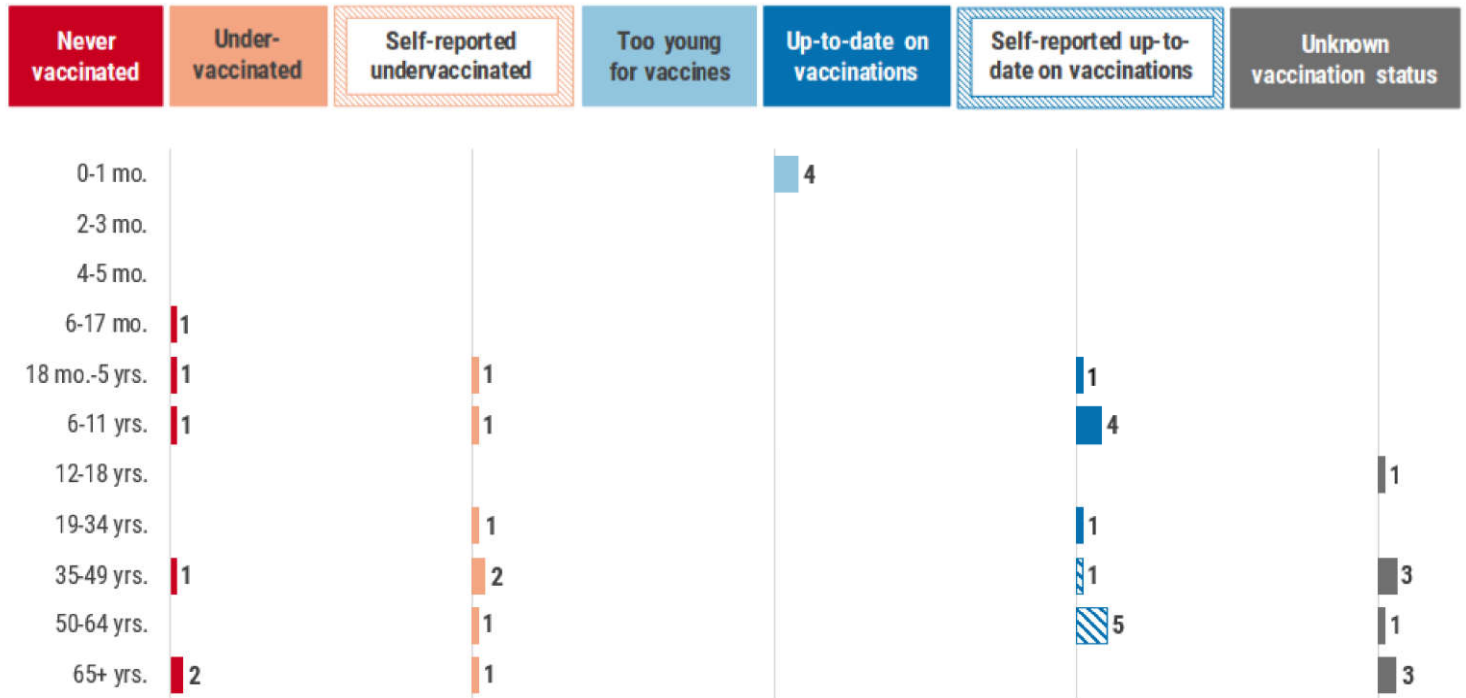 Never
vaccinated
Under-
vaccinated
Self-reported
undervaccinated
Too young
for vaccines
Up-to-date on
vaccinations
Self-reported up-to-
date on vaccinations
Unknown
vaccination status
0-1 mo. 4
2-3 mo.
4-5 mo.
6-17 mo. 1
18 mo.-5 yrs. 1 1 1
6-11 yrs. 1 1 4
12-18 yrs. 1
19-34 yrs. 1 1
35-49 yrs. 1 2 1 3
50-64 yrs. 1 5 1
65+ yrs. 2 1 3